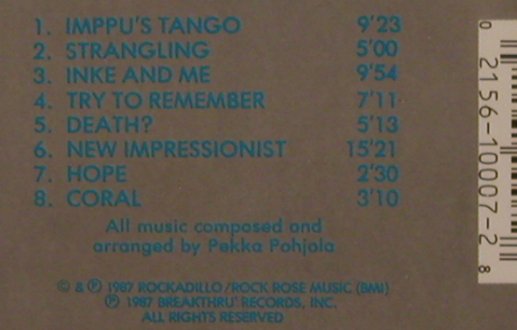 1. IMPPU'S TANGO 9'23
2. STRANGLING 5'00
3. INKE AND ME 9'54
4. TRY TO REMEMBER 7'11
5. DEATH? 5'13
6. NEW IMPRESSIONIST 15'21
7. HOPE 2'30
8. CORAL 3'10
All music composed and
arranged by Pekka Pohjola
© & ℗ 1987 ROCKADILLO/ROCK ROSE MUSIC (BMI)
℗ 1987 BREAKTHRU' RECORDS, INC.
ALL RIGHTS RESERVED
0 2156-10007-2 8